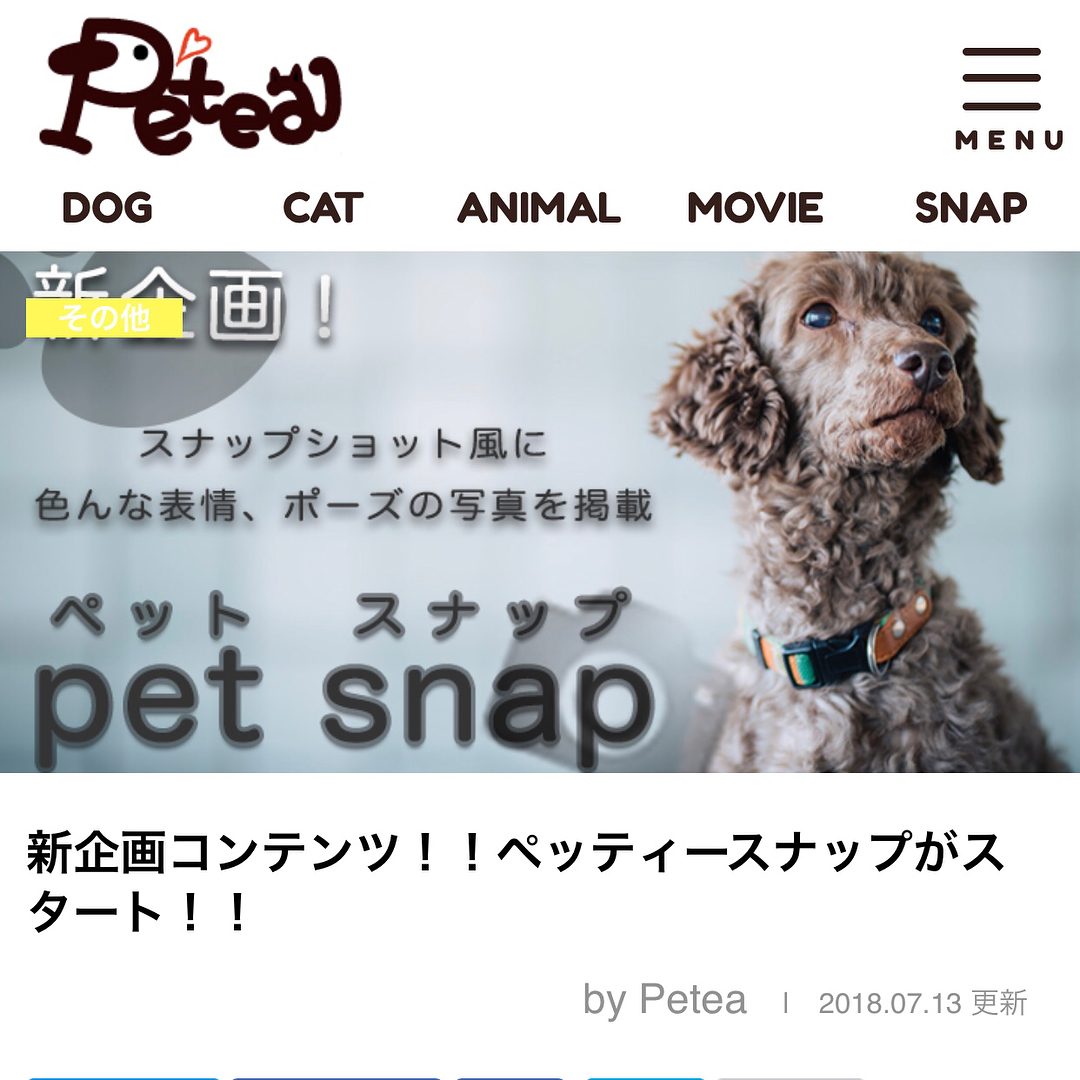 Petea
MENU
DOG CAT ANIMAL MOVIE SNAP
新企画！
その他
スナップショット風に
色んな表情、ポーズの写真を掲載
ペット スナップ
pet snap
新企画コンテンツ！！ペッティースナップがス
タート！！
by Petea | 2018.07.13 更新